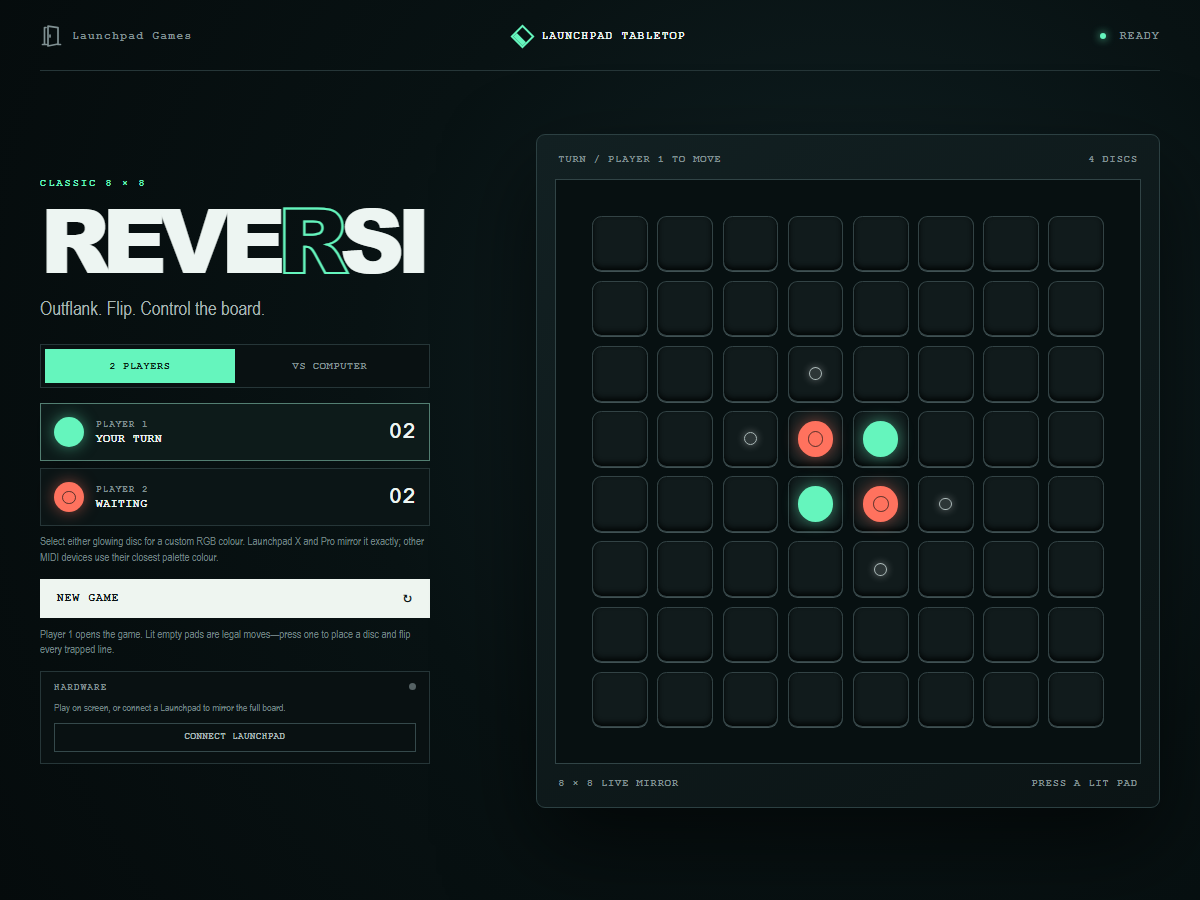 Launchpad Games
LAUNCHPAD TABLETOP
READY
CLASSIC 8 × 8
REVERSI
Outflank. Flip. Control the board.
2 PLAYERS
VS COMPUTER
PLAYER 1
YOUR TURN
02
PLAYER 2
WAITING
02
Select either glowing disc for a custom RGB colour. Launchpad X and Pro mirror it exactly; other
MIDI devices use their closest palette colour.
NEW GAME ↻
Player 1 opens the game. Lit empty pads are legal moves—press one to place a disc and flip
every trapped line.
HARDWARE
Play on screen, or connect a Launchpad to mirror the full board.
CONNECT LAUNCHPAD
TURN / PLAYER 1 TO MOVE
4 DISCS
8 × 8 LIVE MIRROR
PRESS A LIT PAD